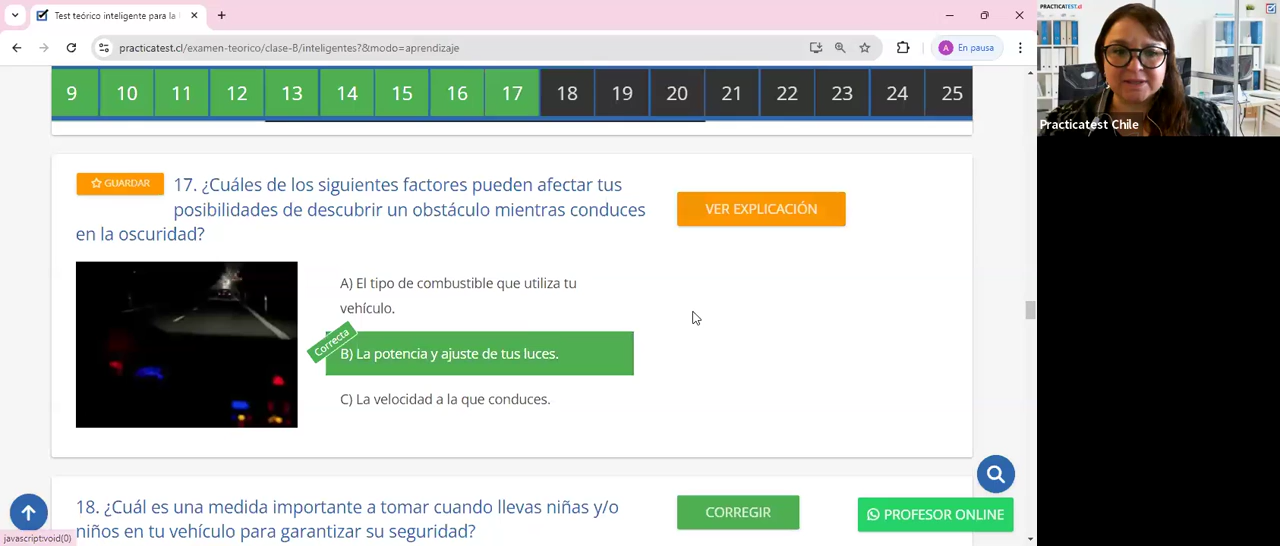 Test teórico inteligente para la
practicatest.cl/examen-teorico/clase-B/inteligentes?&modo=aprendizaje
A
En pausa
PRACTICATEST.cl
Practicatest Chile
9 10 11 12 13 14 15 16 17 18 19 20 21 22 23 24 25
GUARDAR
17. ¿Cuáles de los siguientes factores pueden afectar tus
posibilidades de descubrir un obstáculo mientras conduces
en la oscuridad?
VER EXPLICACIÓN
A) El tipo de combustible que utiliza tu
vehículo.
Correcta
B) La potencia y ajuste de tus luces.
C) La velocidad a la que conduces.
18. ¿Cuál es una medida importante a tomar cuando llevas niñas y/o
niños en tu vehículo para garantizar su seguridad?
CORREGIR
PROFESOR ONLINE
javascript:void(0)